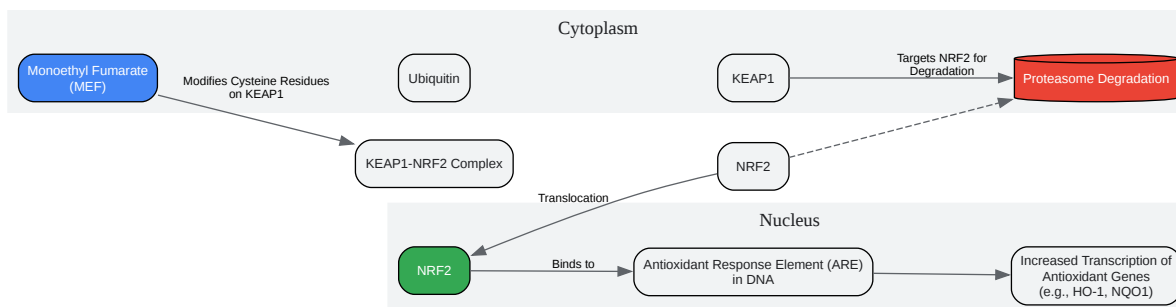 Cytoplasm
Monoethyl Fumarate
(MEF)
Modifies Cysteine Residues
on KEAP1
Ubiquitin
KEAP1
Targets NRF2 for
Degradation
Proteasome Degradation
KEAP1-NRF2 Complex
NRF2
Translocation
Nucleus
NRF2
Binds to
Antioxidant Response Element (ARE)
in DNA
Increased Transcription of
Antioxidant Genes
(e.g., HO-1, NQO1)